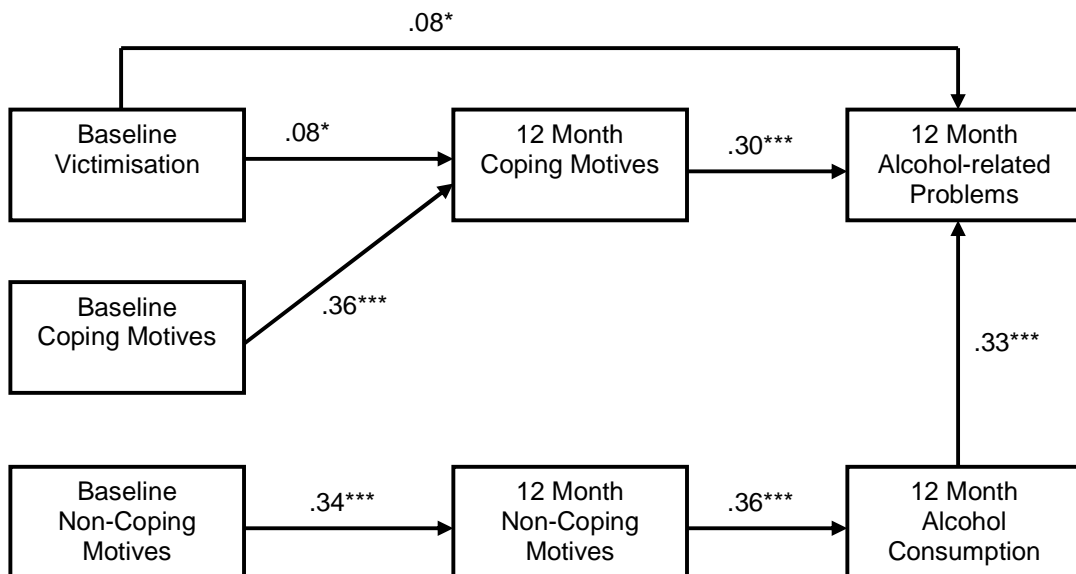 .08*
Baseline
Victimisation
.08*
12 Month
Coping Motives
.30***
12 Month
Alcohol-related
Problems
Baseline
Coping Motives
.36***
.33***
Baseline
Non-Coping
Motives
.34***
12 Month
Non-Coping
Motives
.36***
12 Month
Alcohol
Consumption